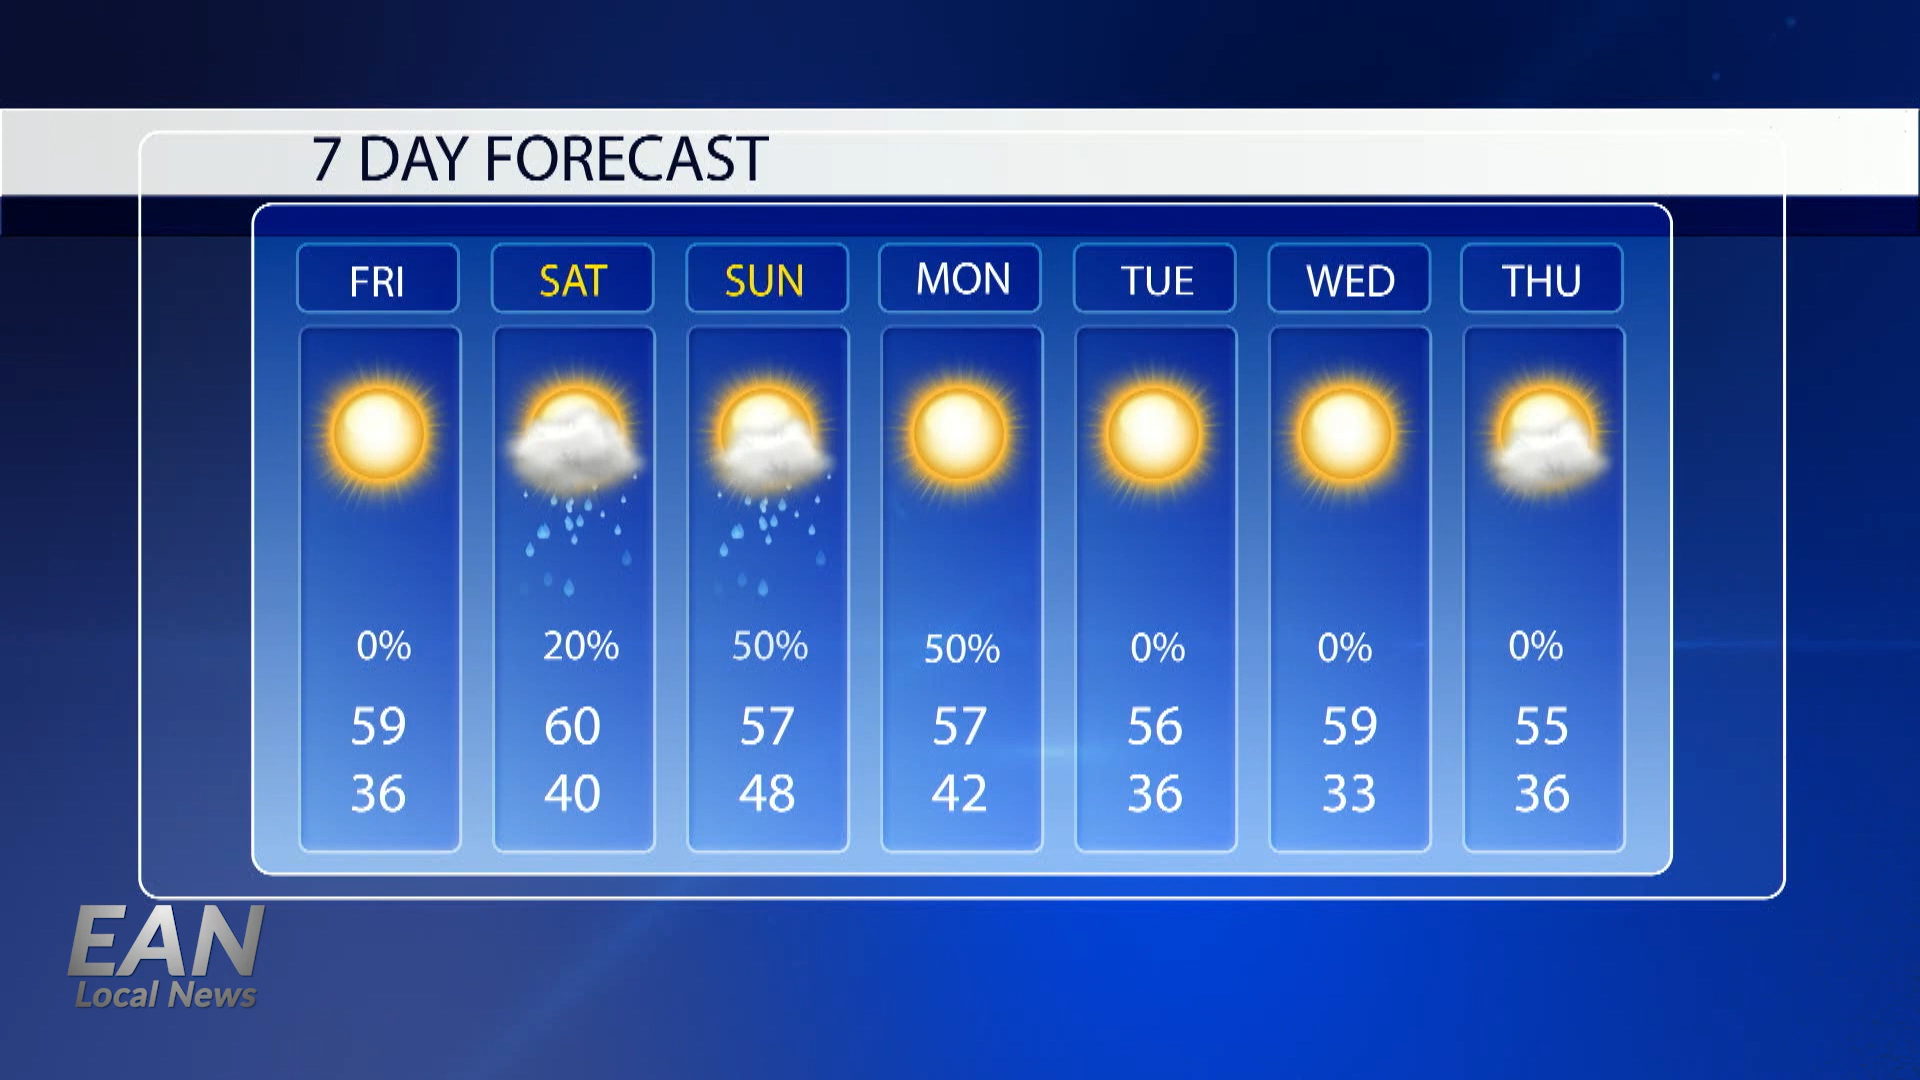 7 DAY FORECAST
FRI SAT SUN MON TUE WED THU
0% 20% 50% 50% 0% 0% 0%
59 60 57 57 56 59 55
36 40 48 42 36 33 36
EAN
Local News